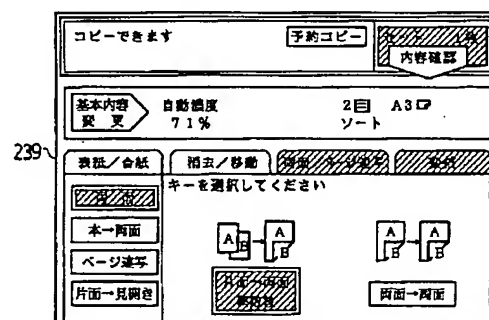 コピーできます
予約コピー
内容確認
基本内容
変 更
自動濃度
71%
2目 A3
ソート
239
表紙/合紙
消去/移動
キーを選択してください
本→両面
ページ連写
片面→見開き
A B A B
A B A B
片面→両面
両面→両面